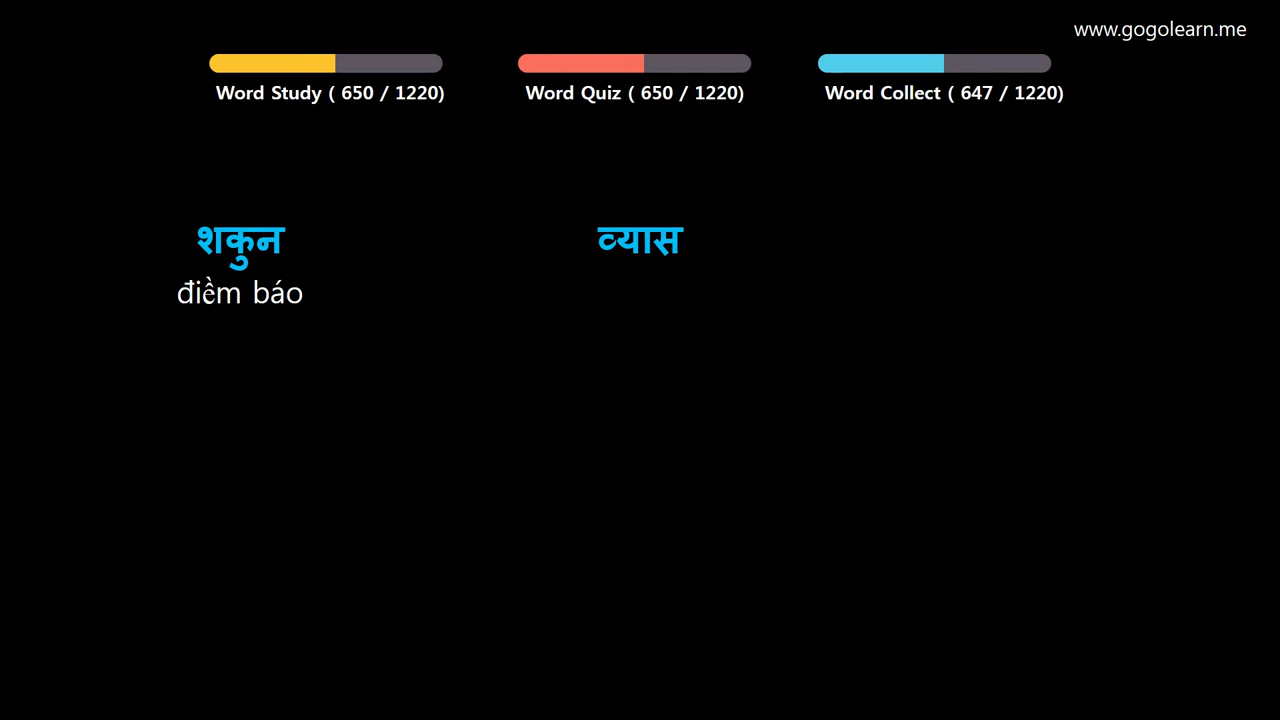 www.gogolearn.me
Word Study ( 650 / 1220)
Word Quiz ( 650 / 1220)
Word Collect ( 647 / 1220)
शकुन
điềm báo
व्यास